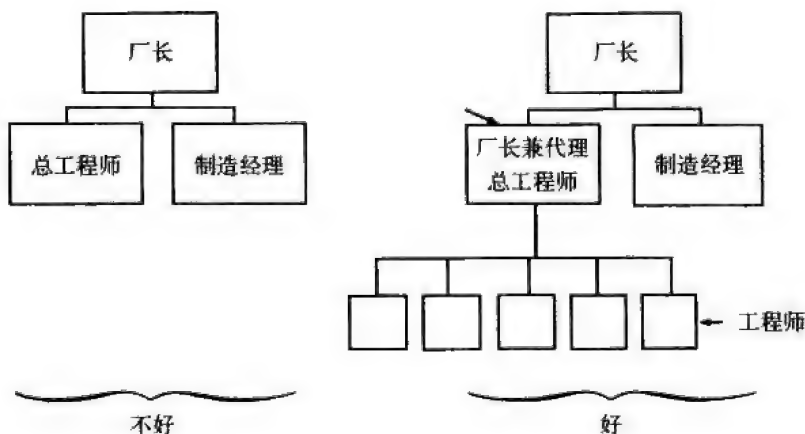 厂长
厂长
总工程师
制造经理
厂长兼代理
总工程师
制造经理
工程师
不好
好